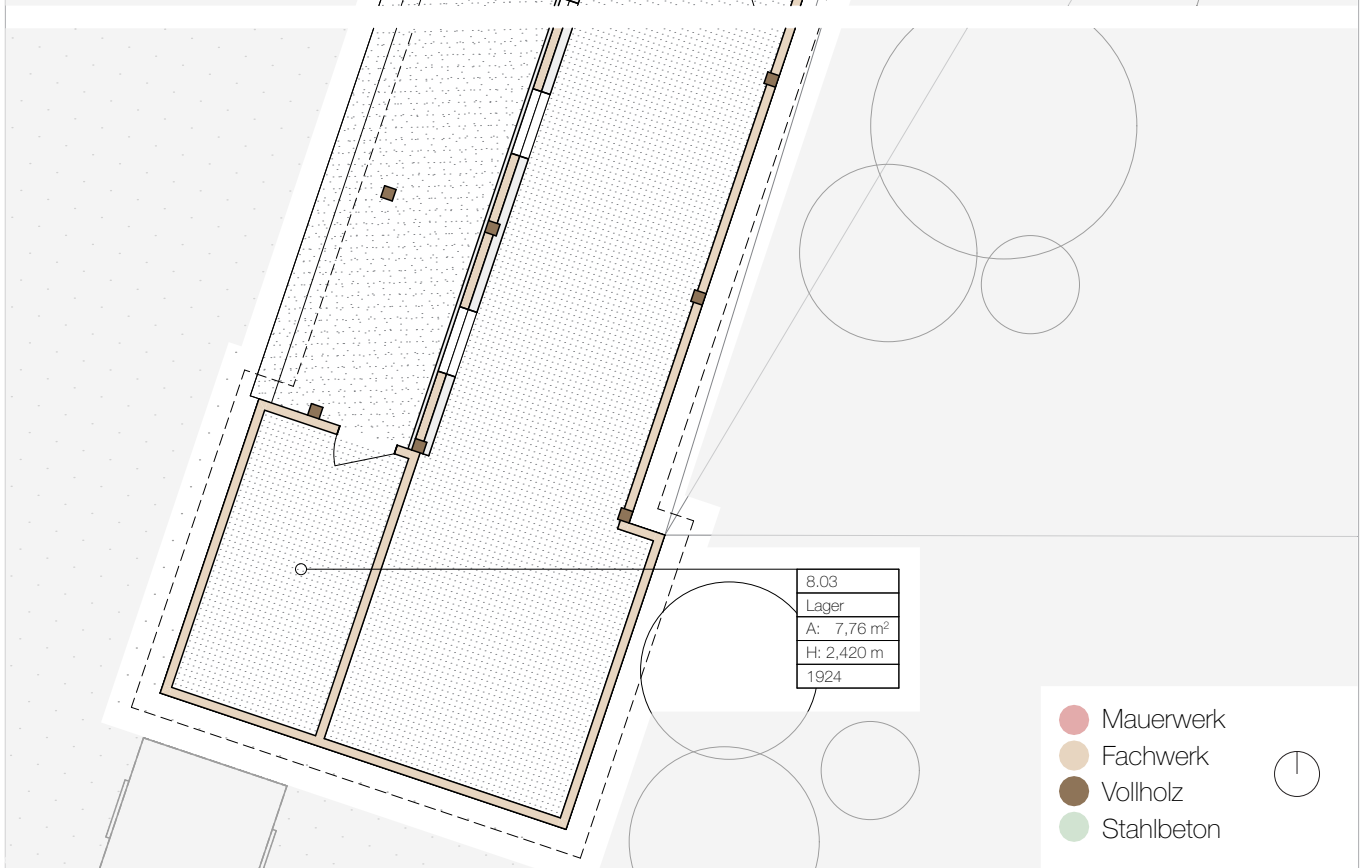 8.03
Lager
A: 7,76 m²
H: 2,420 m
1924
Mauerwerk
Fachwerk
Vollholz
Stahlbeton